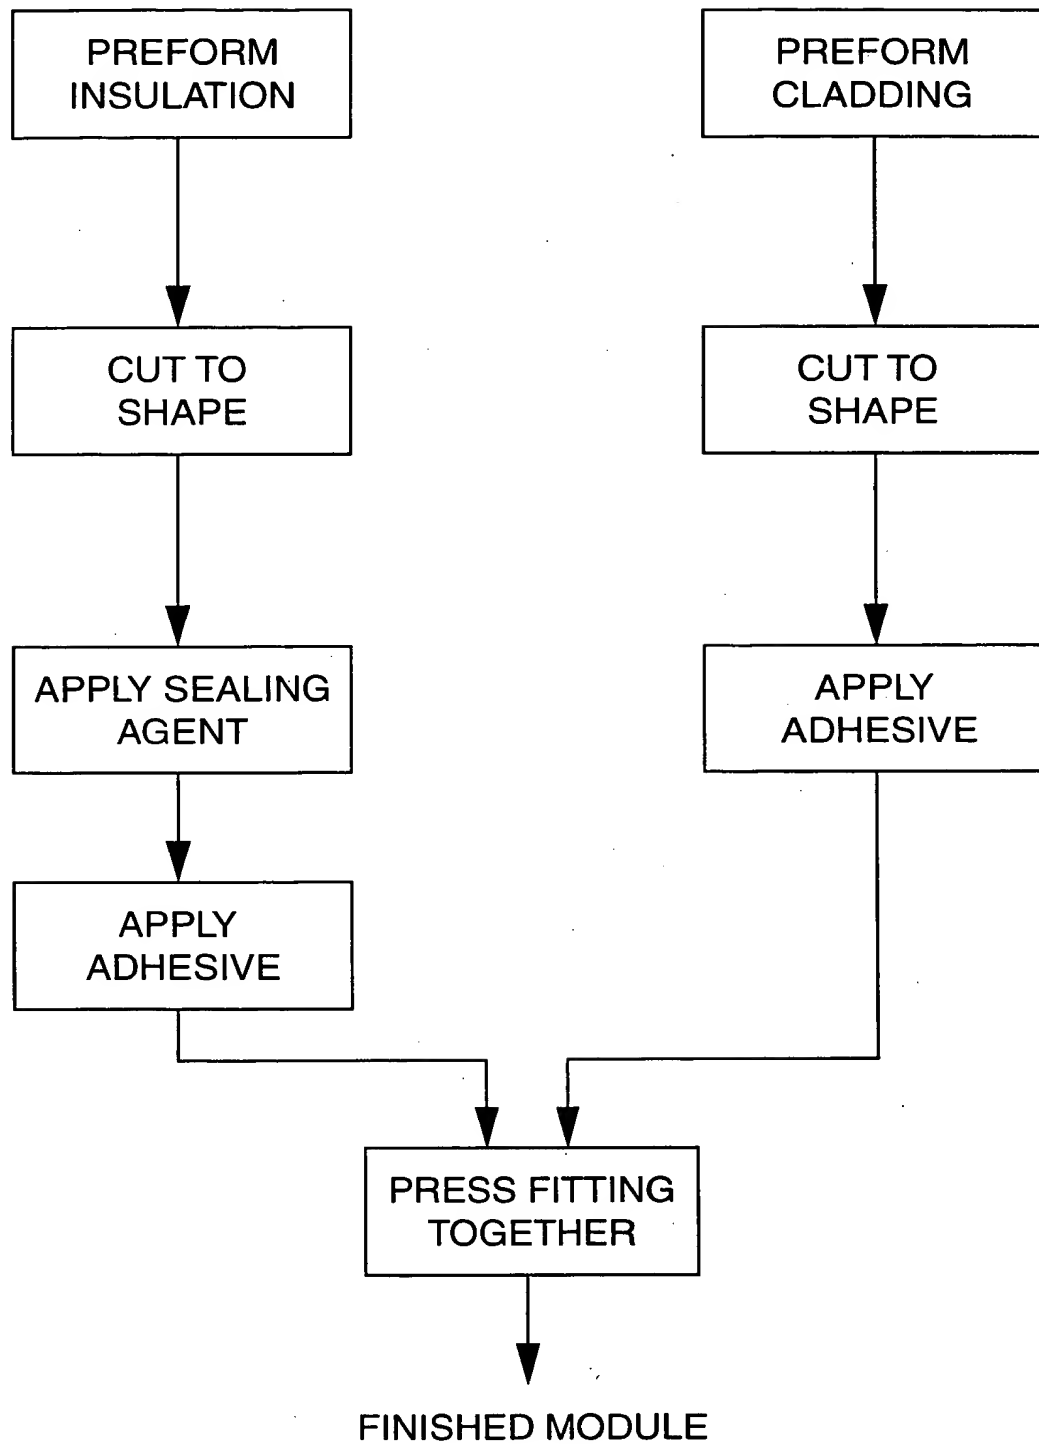 PREFORM
INSULATION
PREFORM
CLADDING
CUT TO
SHAPE
CUT TO
SHAPE
APPLY SEALING
AGENT
APPLY
ADHESIVE
APPLY
ADHESIVE
PRESS FITTING
TOGETHER
FINISHED MODULE